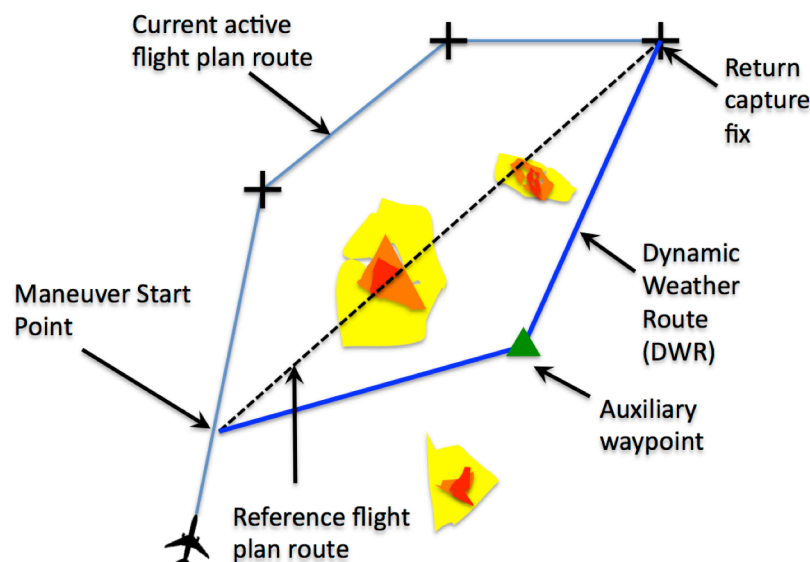 Current active
flight plan route
Return
capture
fix
Maneuver Start
Point
Dynamic
Weather
Route
(DWR)
Auxiliary
waypoint
Reference flight
plan route